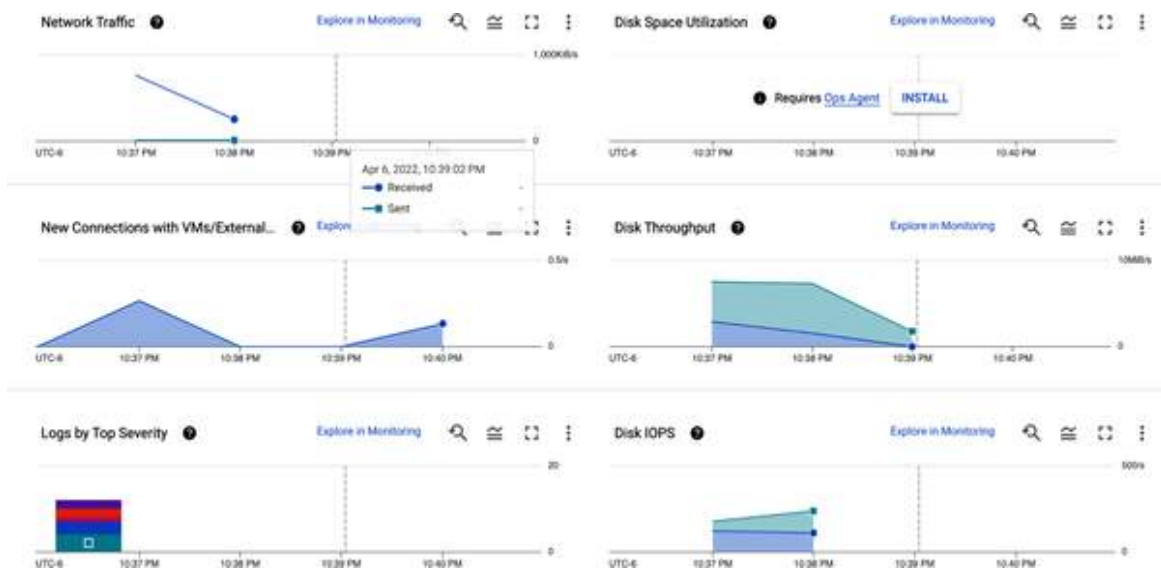 Network Traffic
Explore in Monitoring
1,000KiB/s
0
UTC-6 10:37 PM 10:38 PM 10:39 PM
Apr 6, 2022, 10:39:02 PM
Received -
Sent -
Disk Space Utilization
Explore in Monitoring
Requires Ops Agent INSTALL
UTC-6 10:37 PM 10:38 PM 10:39 PM 10:40 PM
New Connections with VMs/External...
Explor
0.5/s
0
UTC-6 10:37 PM 10:38 PM 10:39 PM 10:40 PM
Disk Throughput
Explore in Monitoring
10MiB/s
0
UTC-6 10:37 PM 10:38 PM 10:39 PM 10:40 PM
Logs by Top Severity
Explore in Monitoring
20
0
UTC-6 10:37 PM 10:38 PM 10:39 PM 10:40 PM
Disk IOPS
Explore in Monitoring
500/s
0
UTC-6 10:37 PM 10:38 PM 10:39 PM 10:40 PM